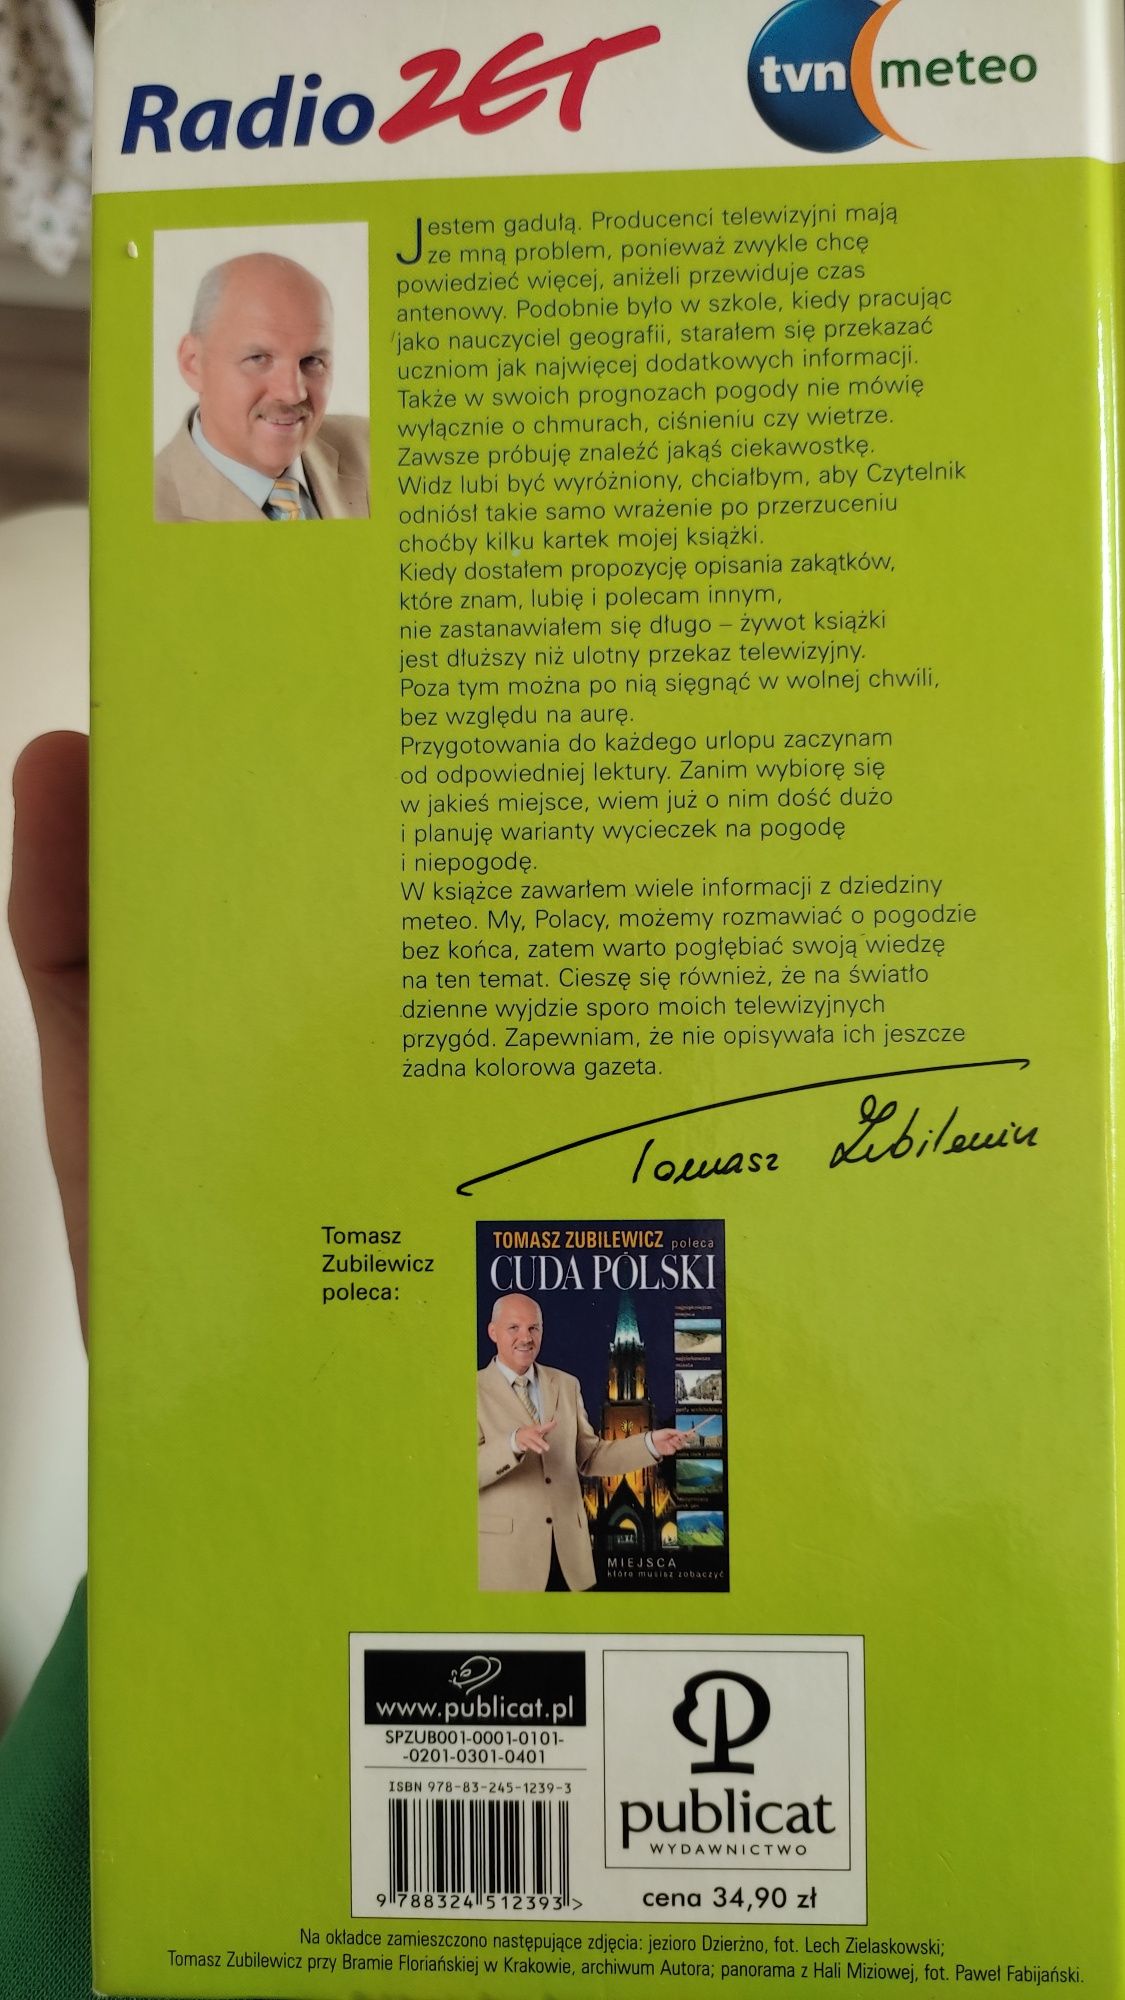 Radio ZET
tvn meteo
Jestem gadułą. Producenci telewizyjni mają
ze mną problem, ponieważ zwykle chcę
powiedzieć więcej, aniżeli przewiduje czas
antenowy. Podobnie było w szkole, kiedy pracując
jako nauczyciel geografii, starałem się przekazać
uczniom jak najwięcej dodatkowych informacji.
Także w swoich prognozach pogody nie mówię
wyłącznie o chmurach, ciśnieniu czy wietrze.
Zawsze próbuję znaleźć jakąś ciekawostkę.
Widz lubi być wyróżniony, chciałbym, aby Czytelnik
odniósł takie samo wrażenie po przerzuceniu
choćby kilku kartek mojej książki.
Kiedy dostałem propozycję opisania zakątków,
które znam, lubię i polecam innym,
nie zastanawiałem się długo – żywot książki
jest dłuższy niż ulotny przekaz telewizyjny.
Poza tym można po nią sięgnąć w wolnej chwili,
bez względu na aurę.
Przygotowania do każdego urlopu zaczynam
od odpowiedniej lektury. Zanim wybiorę się
w jakieś miejsce, wiem już o nim dość dużo
i planuję warianty wycieczek na pogodę
i niepogodę.
W książce zawarłem wiele informacji z dziedziny
meteo. My, Polacy, możemy rozmawiać o pogodzie
bez końca, zatem warto pogłębiać swoją wiedzę
na ten temat. Cieszę się również, że na światło
dzienne wyjdzie sporo moich telewizyjnych
przygód. Zapewniam, że nie opisywała ich jeszcze
żadna kolorowa gazeta.
Tomasz Zubilewicz
Tomasz
Zubilewicz
poleca:
TOMASZ ZUBILEWICZ poleca
CUDA POLSKI
MIEJSCA
które musisz zobaczyć
www.publicat.pl
SPZUB001-0001-0101-
-0201-0301-0401
ISBN 978-83-245-1239-3
9 788324 512393 >
publicat
WYDAWNICTWO
cena 34,90 zł
Na okładce zamieszczono następujące zdjęcia: jezioro Dzierżno, fot. Lech Zielaskowski;
Tomasz Zubilewicz przy Bramie Floriańskiej w Krakowie, archiwum Autora; panorama z Hali Miziowej, fot. Paweł Fabijański.